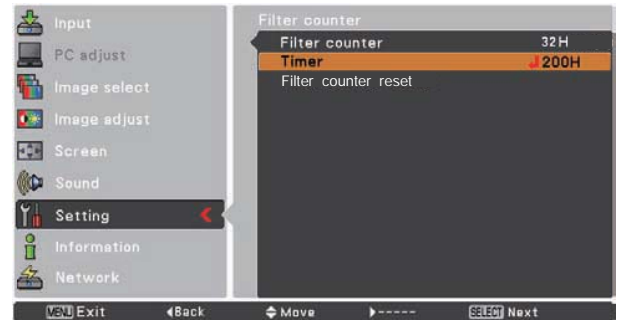 Input
PC adjust
Image select
Image adjust
Screen
Sound
Setting
Information
Network
Filter counter
Filter counter 32H
Timer 200H
Filter counter reset
MENU Exit Back Move ----- SELECT Next